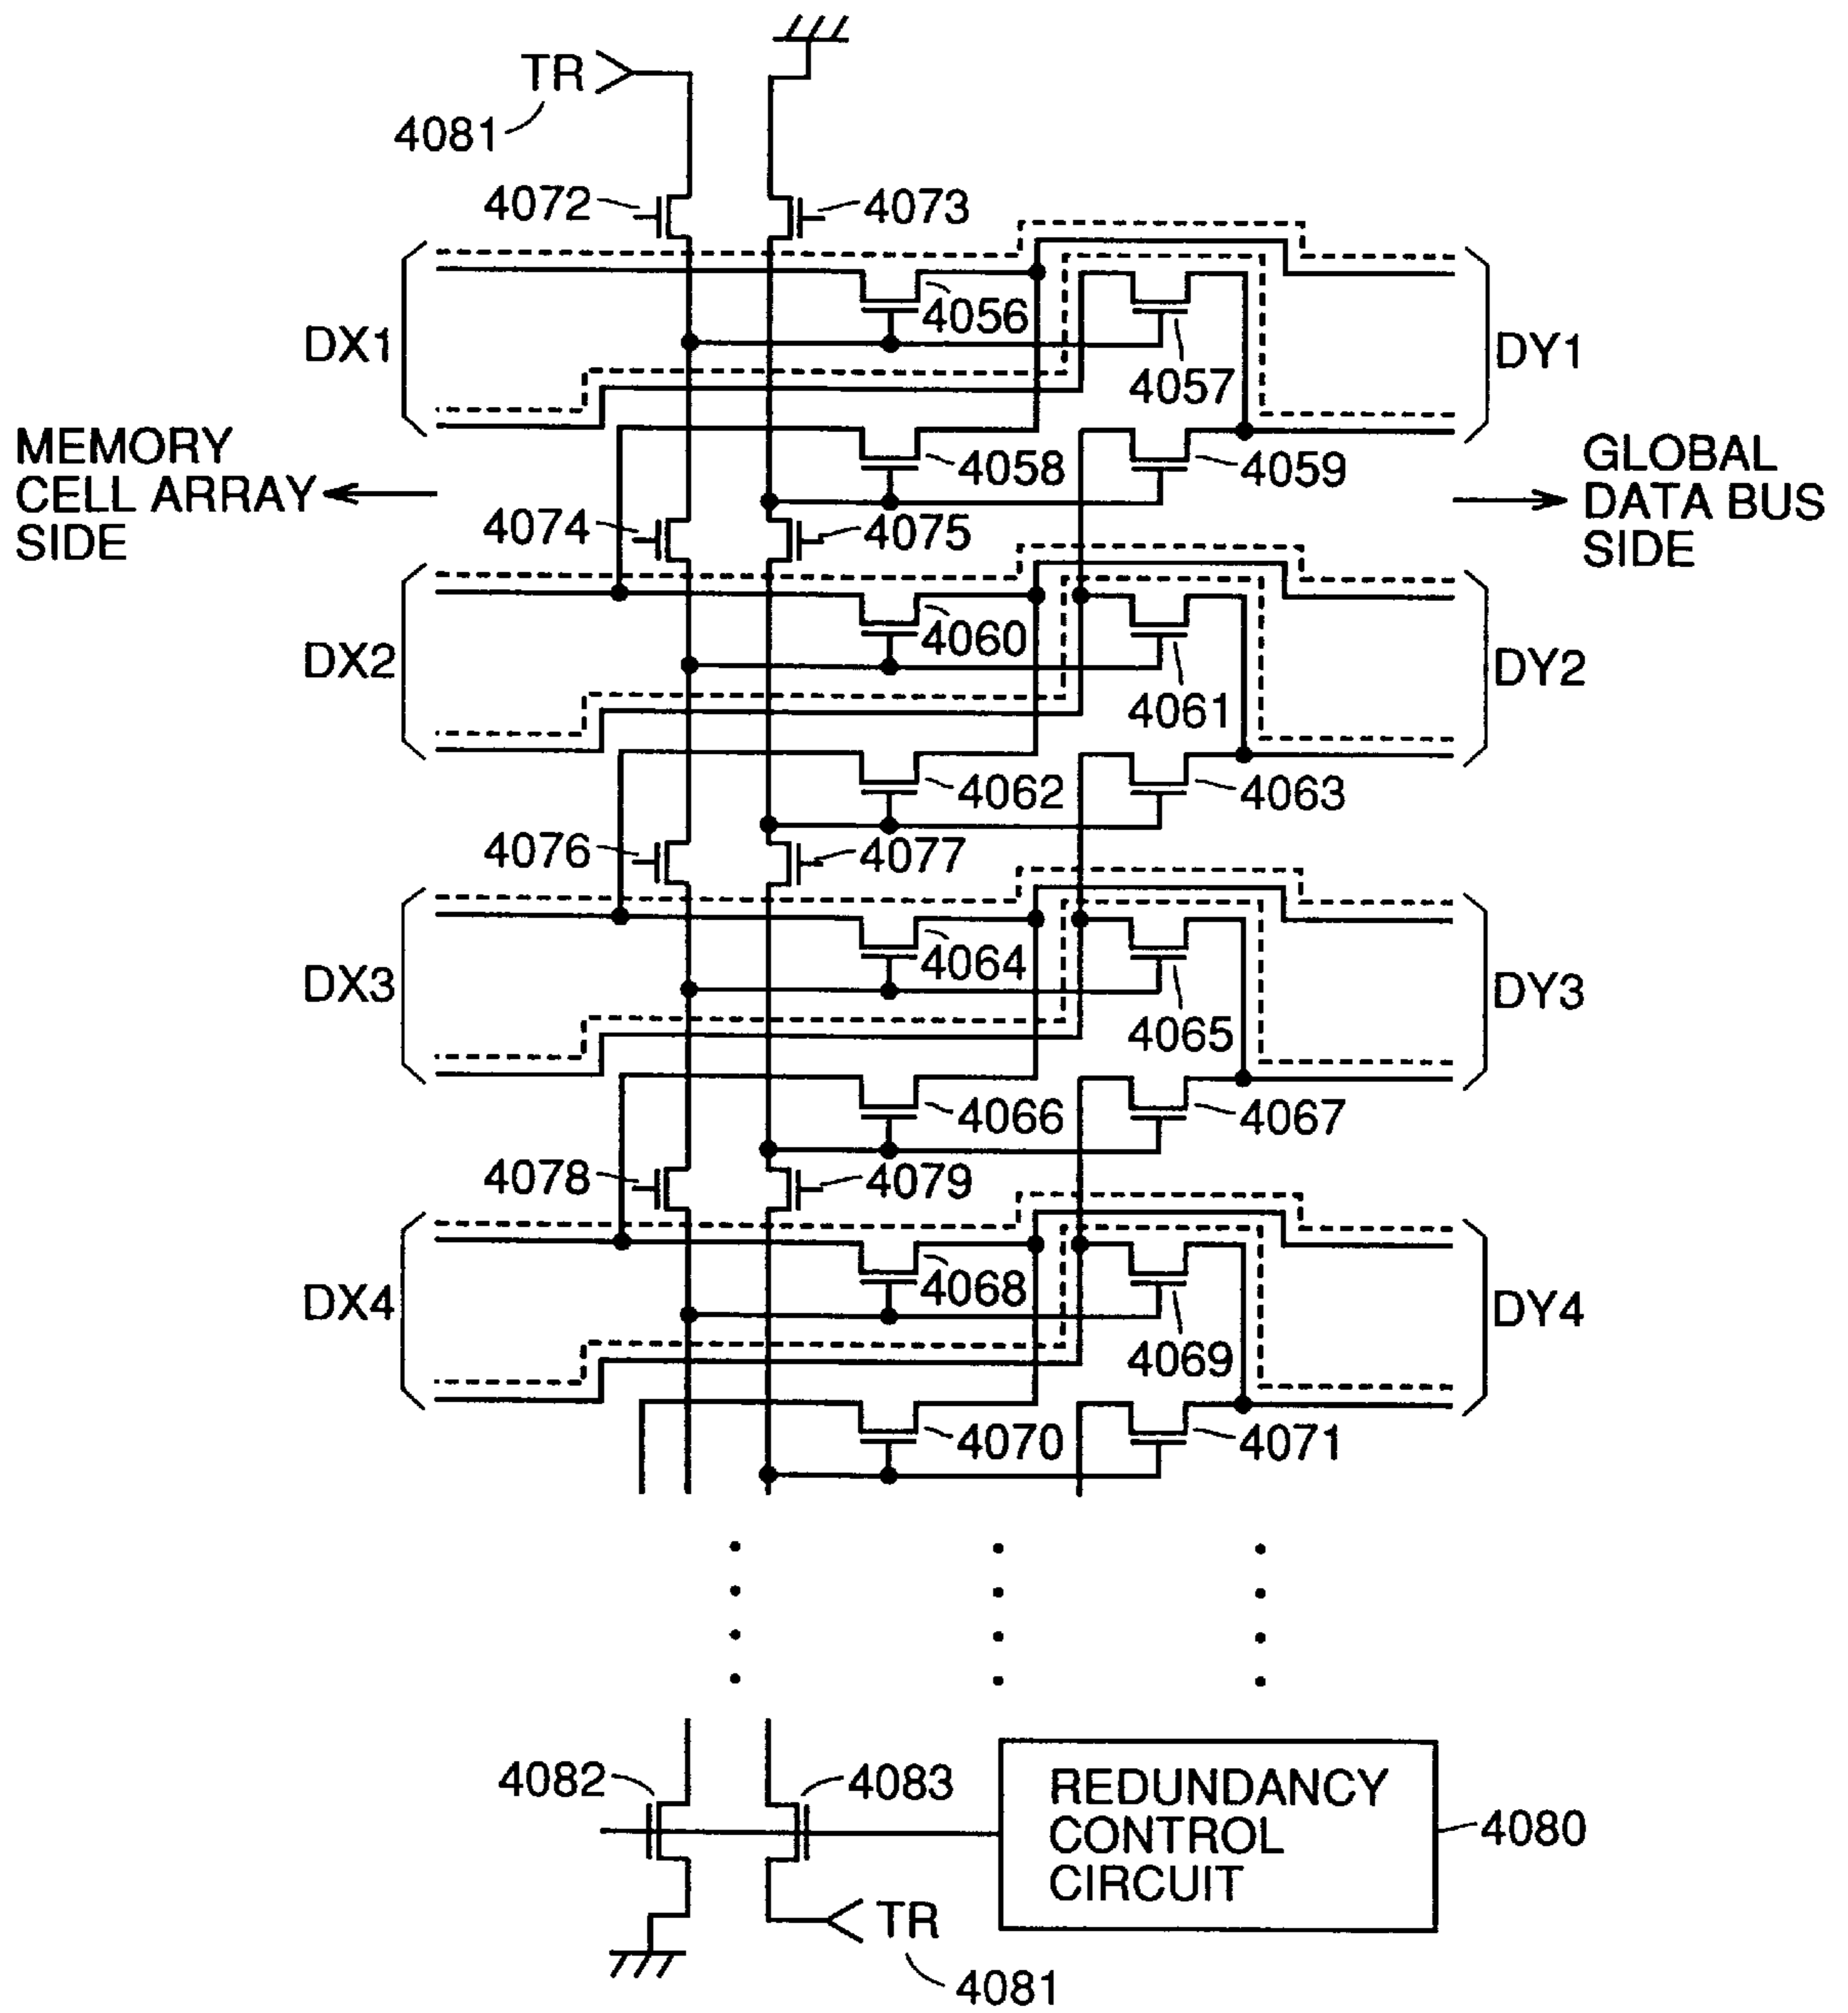 TR
4081
4072
4073
DX1
4056
4057
DY1
MEMORY
CELL ARRAY
SIDE
4058
4059
GLOBAL
DATA BUS
SIDE
4074
4075
DX2
4060
4061
DY2
4062
4063
4076
4077
DX3
4064
4065
DY3
4066
4067
4078
4079
DX4
4068
4069
DY4
4070
4071
4082
4083
REDUNDANCY
CONTROL
CIRCUIT
4080
TR
4081